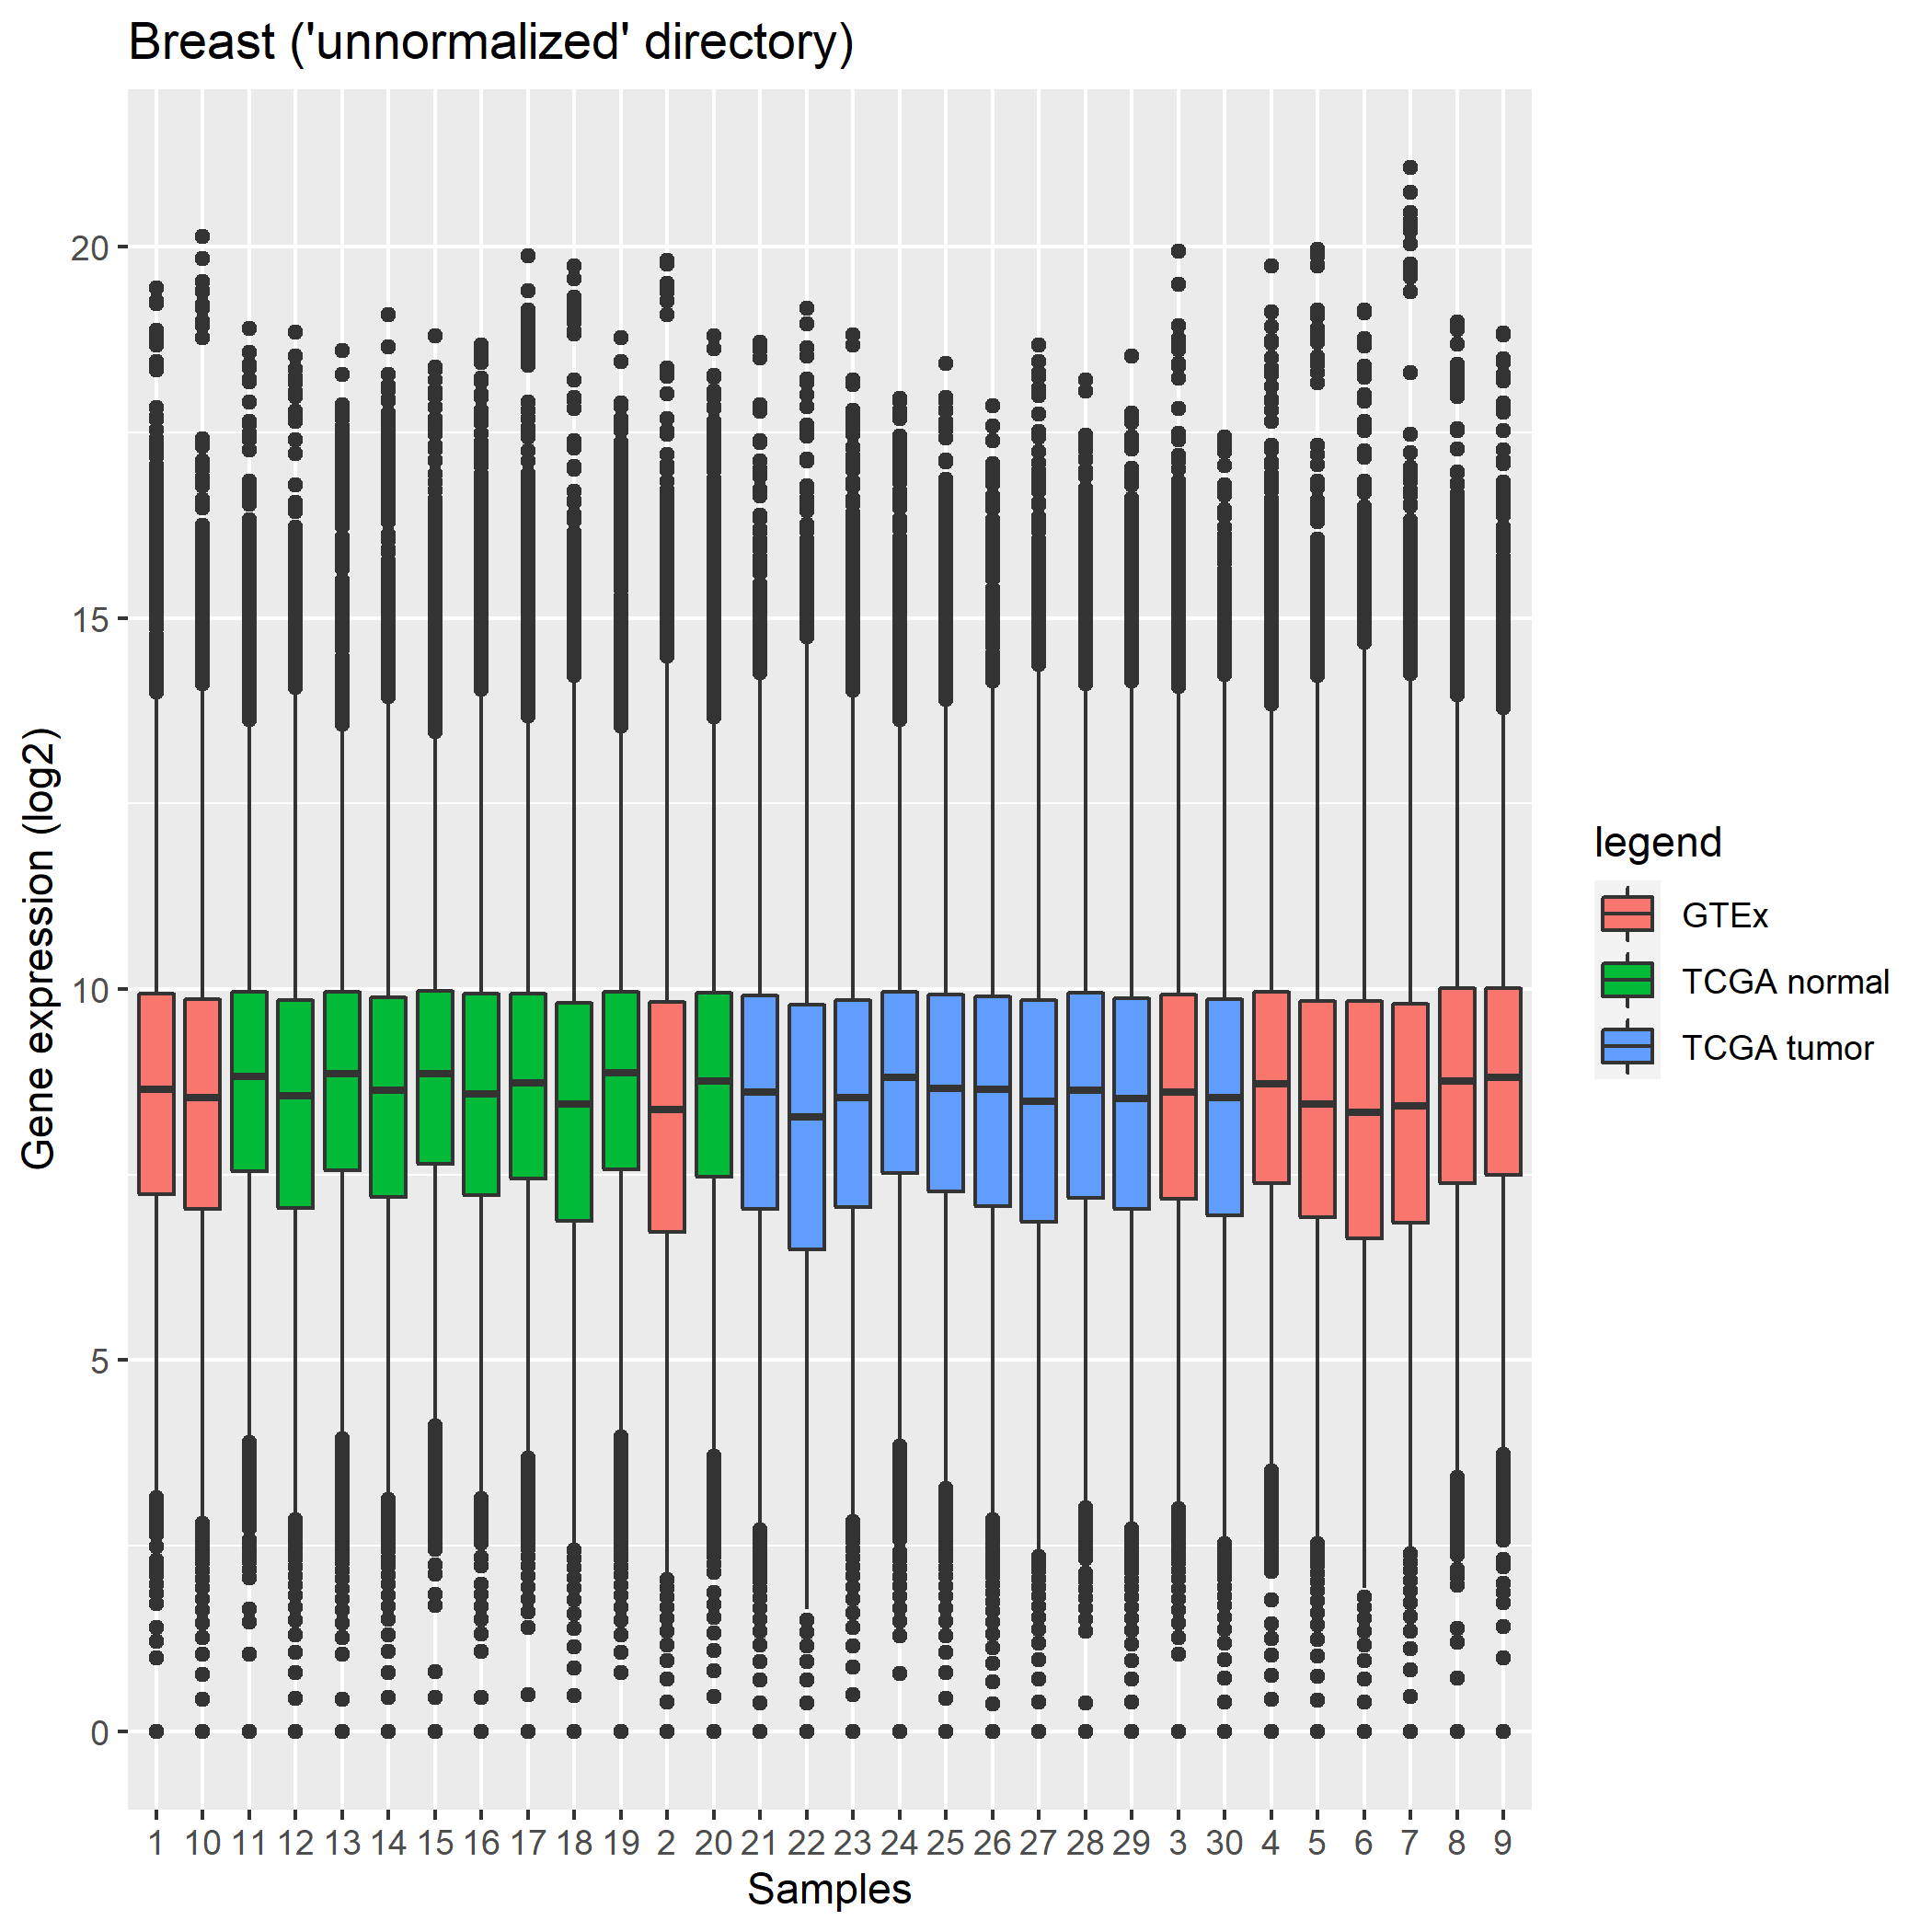 Breast ('unnormalized' directory)
Gene expression (log2)
20
15
10
5
0
1 10 11 12 13 14 15 16 17 18 19 2 20 21 22 23 24 25 26 27 28 29 3 30 4 5 6 7 8 9
Samples
legend
GTEx
TCGA normal
TCGA tumor